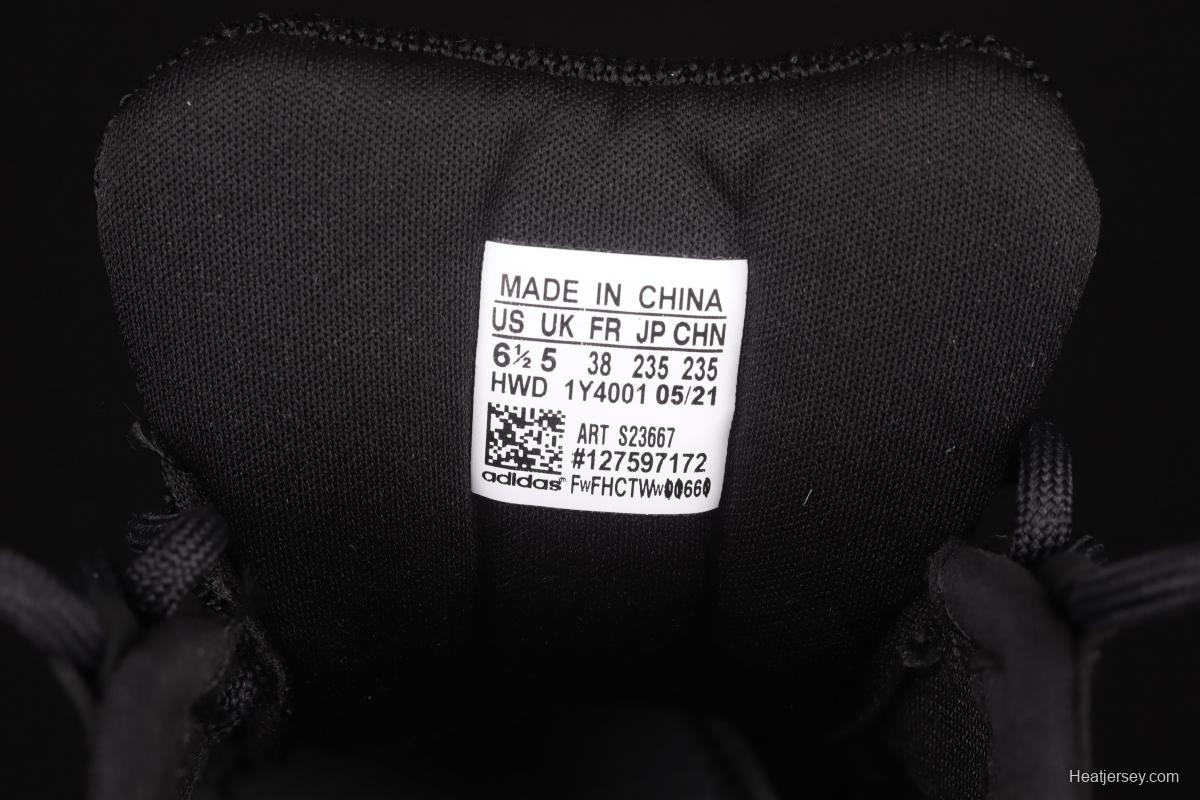 MADE IN CHINA
US UK FR JP CHN
6½ 5 38 235 235
HWD 1Y4001 05/21
ART S23667
#127597172
adidas
Heatjersey.com